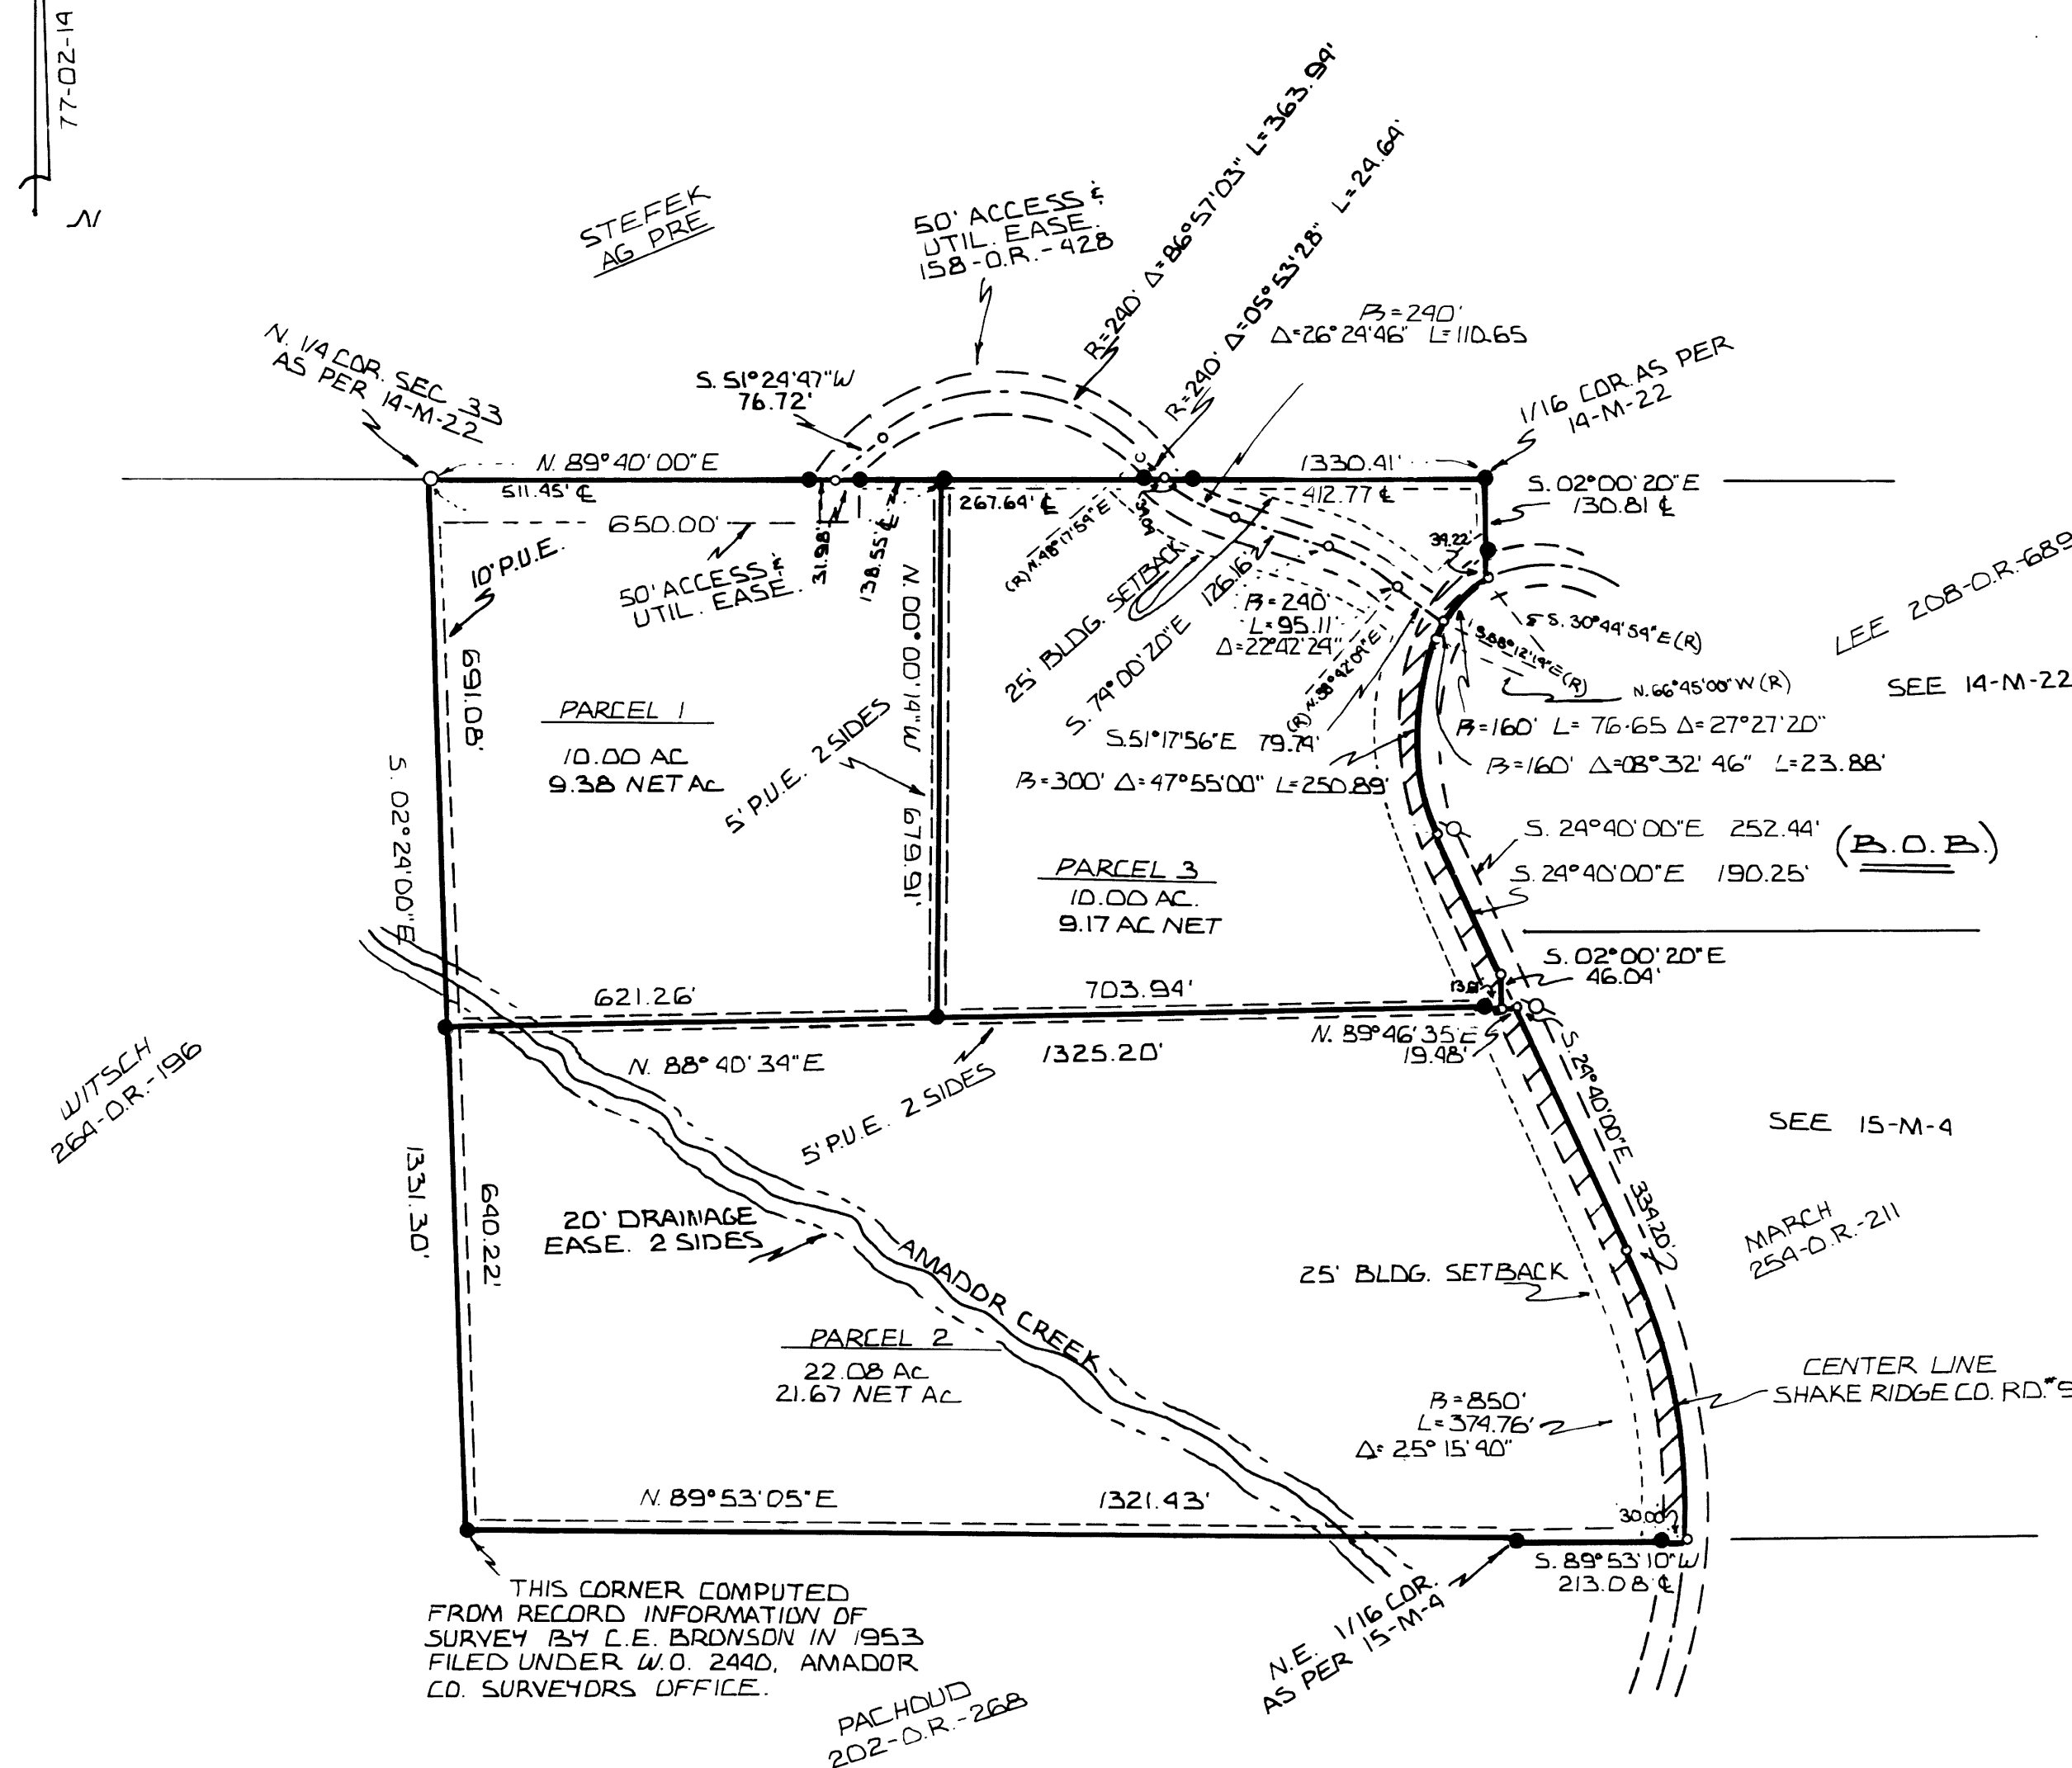 77-02-14
N
STEFEK
AG PRE
50' ACCESS &
UTIL. EASE.
158-O.R.-428
R=240' Δ=86°57'03" L=363.94'
R=240' Δ=05°53'28" L=24.64'
R=240'
Δ=26°24'46" L=110.65
N. 1/4 COR. SEC. 33
AS PER 14-M-22
S. 51°24'47"W
76.72'
1/16 COR. AS PER
14-M-22
N. 89°40'00"E
1330.41'
511.45' ℄
267.64' ℄
412.77 ℄
S. 02°00'20"E
130.81 ℄
650.00'
10' P.U.E.
50' ACCESS &
UTIL. EASE.
31.98'
138.55' ℄
(R) N.48°17'54"E
39.22'
25' BLDG. SETBACK
S. 74°00'20"E 126.16'
R=240'
L=95.11'
Δ=22°42'24"
(R) N.38°42'04"E
S. 30°44'54"E (R)
S.58°12'14"E (R)
N. 66°45'00" W (R)
LEE 208-O.R.-689
SEE 14-M-22
691.08'
S. 02°24'00"E
PARCEL 1
10.00 AC
9.38 NET AC
5' P.U.E. 2 SIDES
N. 00°00'14"W
679.91'
S.51°17'56"E 79.74'
R=300' Δ=47°55'00" L=250.89'
R=160' L= 76.65 Δ=27°27'20"
R=160' Δ=08°32'46" L=23.88'
S. 24°40'00"E 252.44'
(B.O.B.)
S. 24°40'00"E 190.25'
PARCEL 3
10.00 AC.
9.17 AC NET
S. 02°00'20"E
46.04'
621.26'
703.94'
N. 88°40'34"E
1325.20'
N. 89°46'35"E
19.48'
5' P.U.E. 2 SIDES
WITSCH
264-O.R.-196
S. 24°40'00"E 334.20'
SEE 15-M-4
1331.30'
640.22'
20' DRAINAGE
EASE. 2 SIDES
AMADOR CREEK
MARCH
254-O.R.-211
25' BLDG. SETBACK
PARCEL 2
22.08 AC
21.67 NET AC
CENTER LINE
SHAKE RIDGE CO. RD.
R=850'
L=374.76'
Δ= 25°15'40"
N. 89°53'05"E
1321.43'
30.00'
S. 89°53'10"W
213.08 ℄
THIS CORNER COMPUTED
FROM RECORD INFORMATION OF
SURVEY BY C.E. BRONSON IN 1953
FILED UNDER W.O. 2440, AMADOR
CO. SURVEYORS OFFICE.
N.E. 1/16 COR.
AS PER 15-M-4
PACHOUD
202-O.R.-268